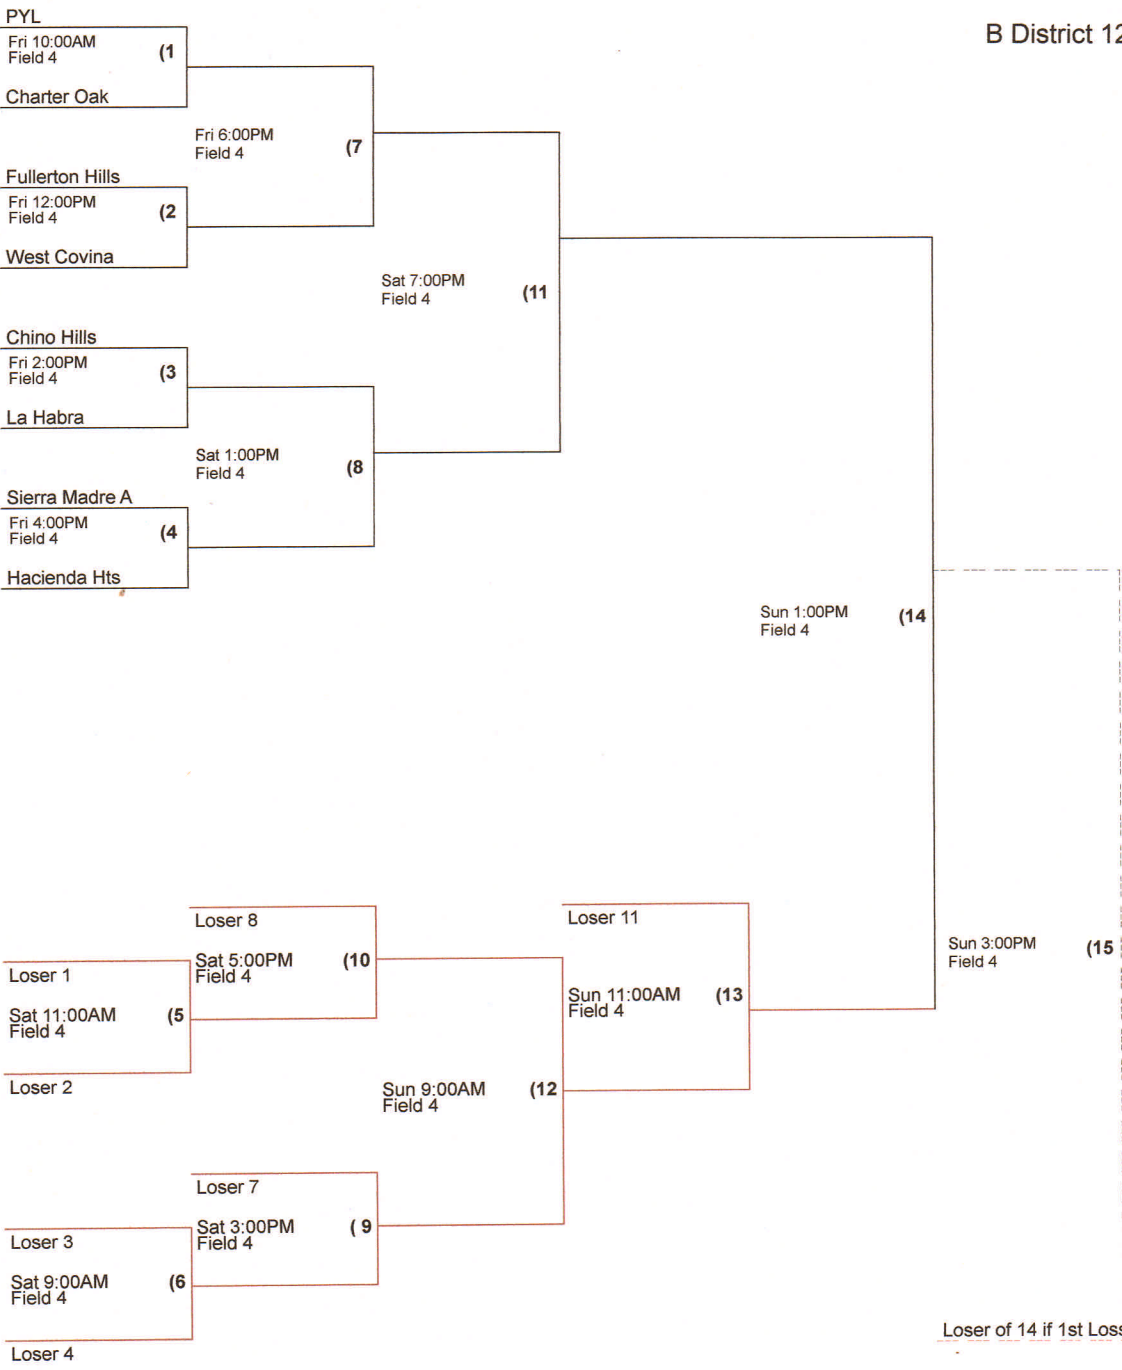 PYL
B District 12
Fri 10:00AM
Field 4
(1
Charter Oak
Fri 6:00PM
Field 4
(7
Fullerton Hills
Fri 12:00PM
Field 4
(2
West Covina
Sat 7:00PM
Field 4
(11
Chino Hills
Fri 2:00PM
Field 4
(3
La Habra
Sat 1:00PM
Field 4
(8
Sierra Madre A
Fri 4:00PM
Field 4
(4
Hacienda Hts
Sun 1:00PM
Field 4
(14
Loser 8
Loser 11
Sat 5:00PM
Field 4
(10
Sun 3:00PM
Field 4
(15
Loser 1
Sat 11:00AM
Field 4
(5
Sun 11:00AM
Field 4
(13
Loser 2
Sun 9:00AM
Field 4
(12
Loser 7
Sat 3:00PM
Field 4
( 9
Loser 3
Sat 9:00AM
Field 4
(6
Loser of 14 if 1st Loss
Loser 4